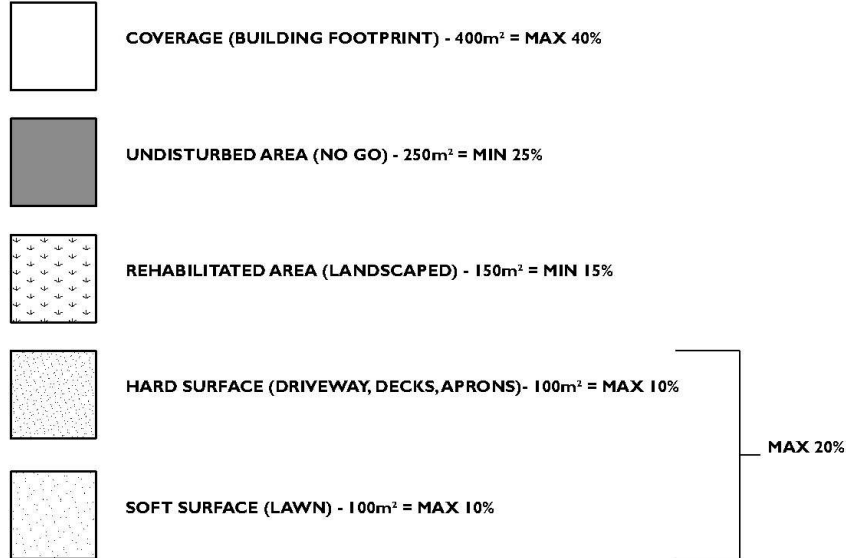 COVERAGE (BUILDING FOOTPRINT) - 400m² = MAX 40%
UNDISTURBED AREA (NO GO) - 250m² = MIN 25%
REHABILITATED AREA (LANDSCAPED) - 150m² = MIN 15%
HARD SURFACE (DRIVEWAY, DECKS, APRONS)- 100m² = MAX 10%
MAX 20%
SOFT SURFACE (LAWN) - 100m² = MAX 10%